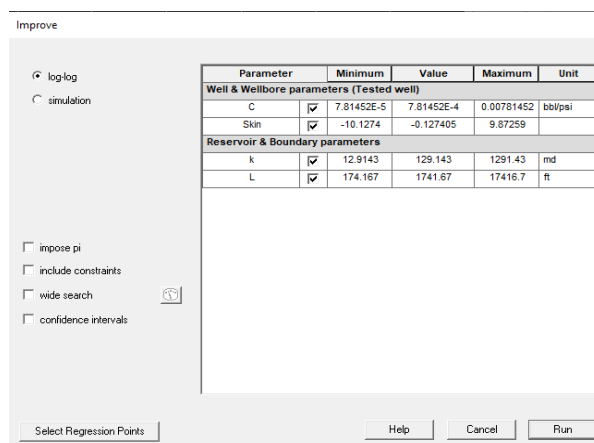 Improve
log-log
simulation
Parameter Minimum Value Maximum Unit
Well & Wellbore parameters (Tested well)
C 7.81452E-5 7.81452E-4 0.00781452 bbl/psi
Skin -10.1274 -0.127405 9.87259
Reservoir & Boundary parameters
k 12.9143 129.143 1291.43 md
L 174.167 1741.67 17416.7 ft
impose pi
include constraints
wide search
confidence intervals
Select Regression Points Help Cancel Run